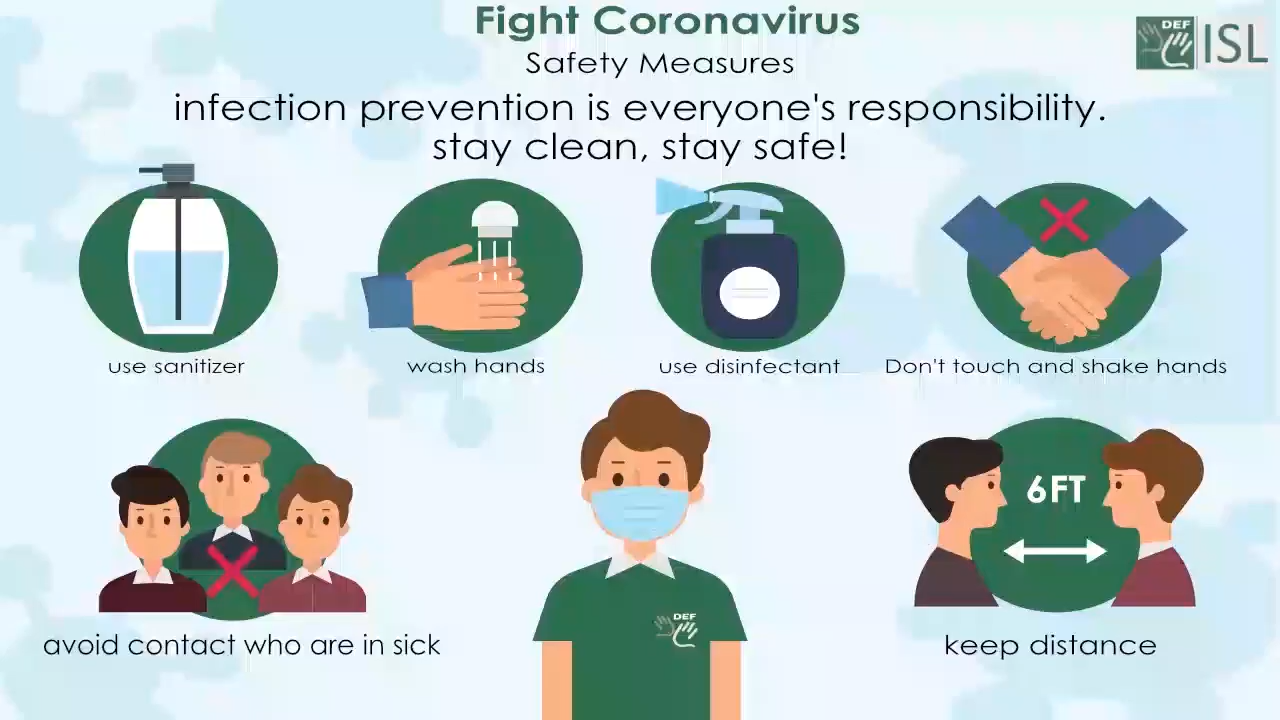 Fight Coronavirus
DEF
ISL
Safety Measures
infection prevention is everyone's responsibility.
stay clean, stay safe!
use sanitizer
wash hands
use disinfectant
Don't touch and shake hands
6FT
DEF
avoid contact who are in sick
keep distance